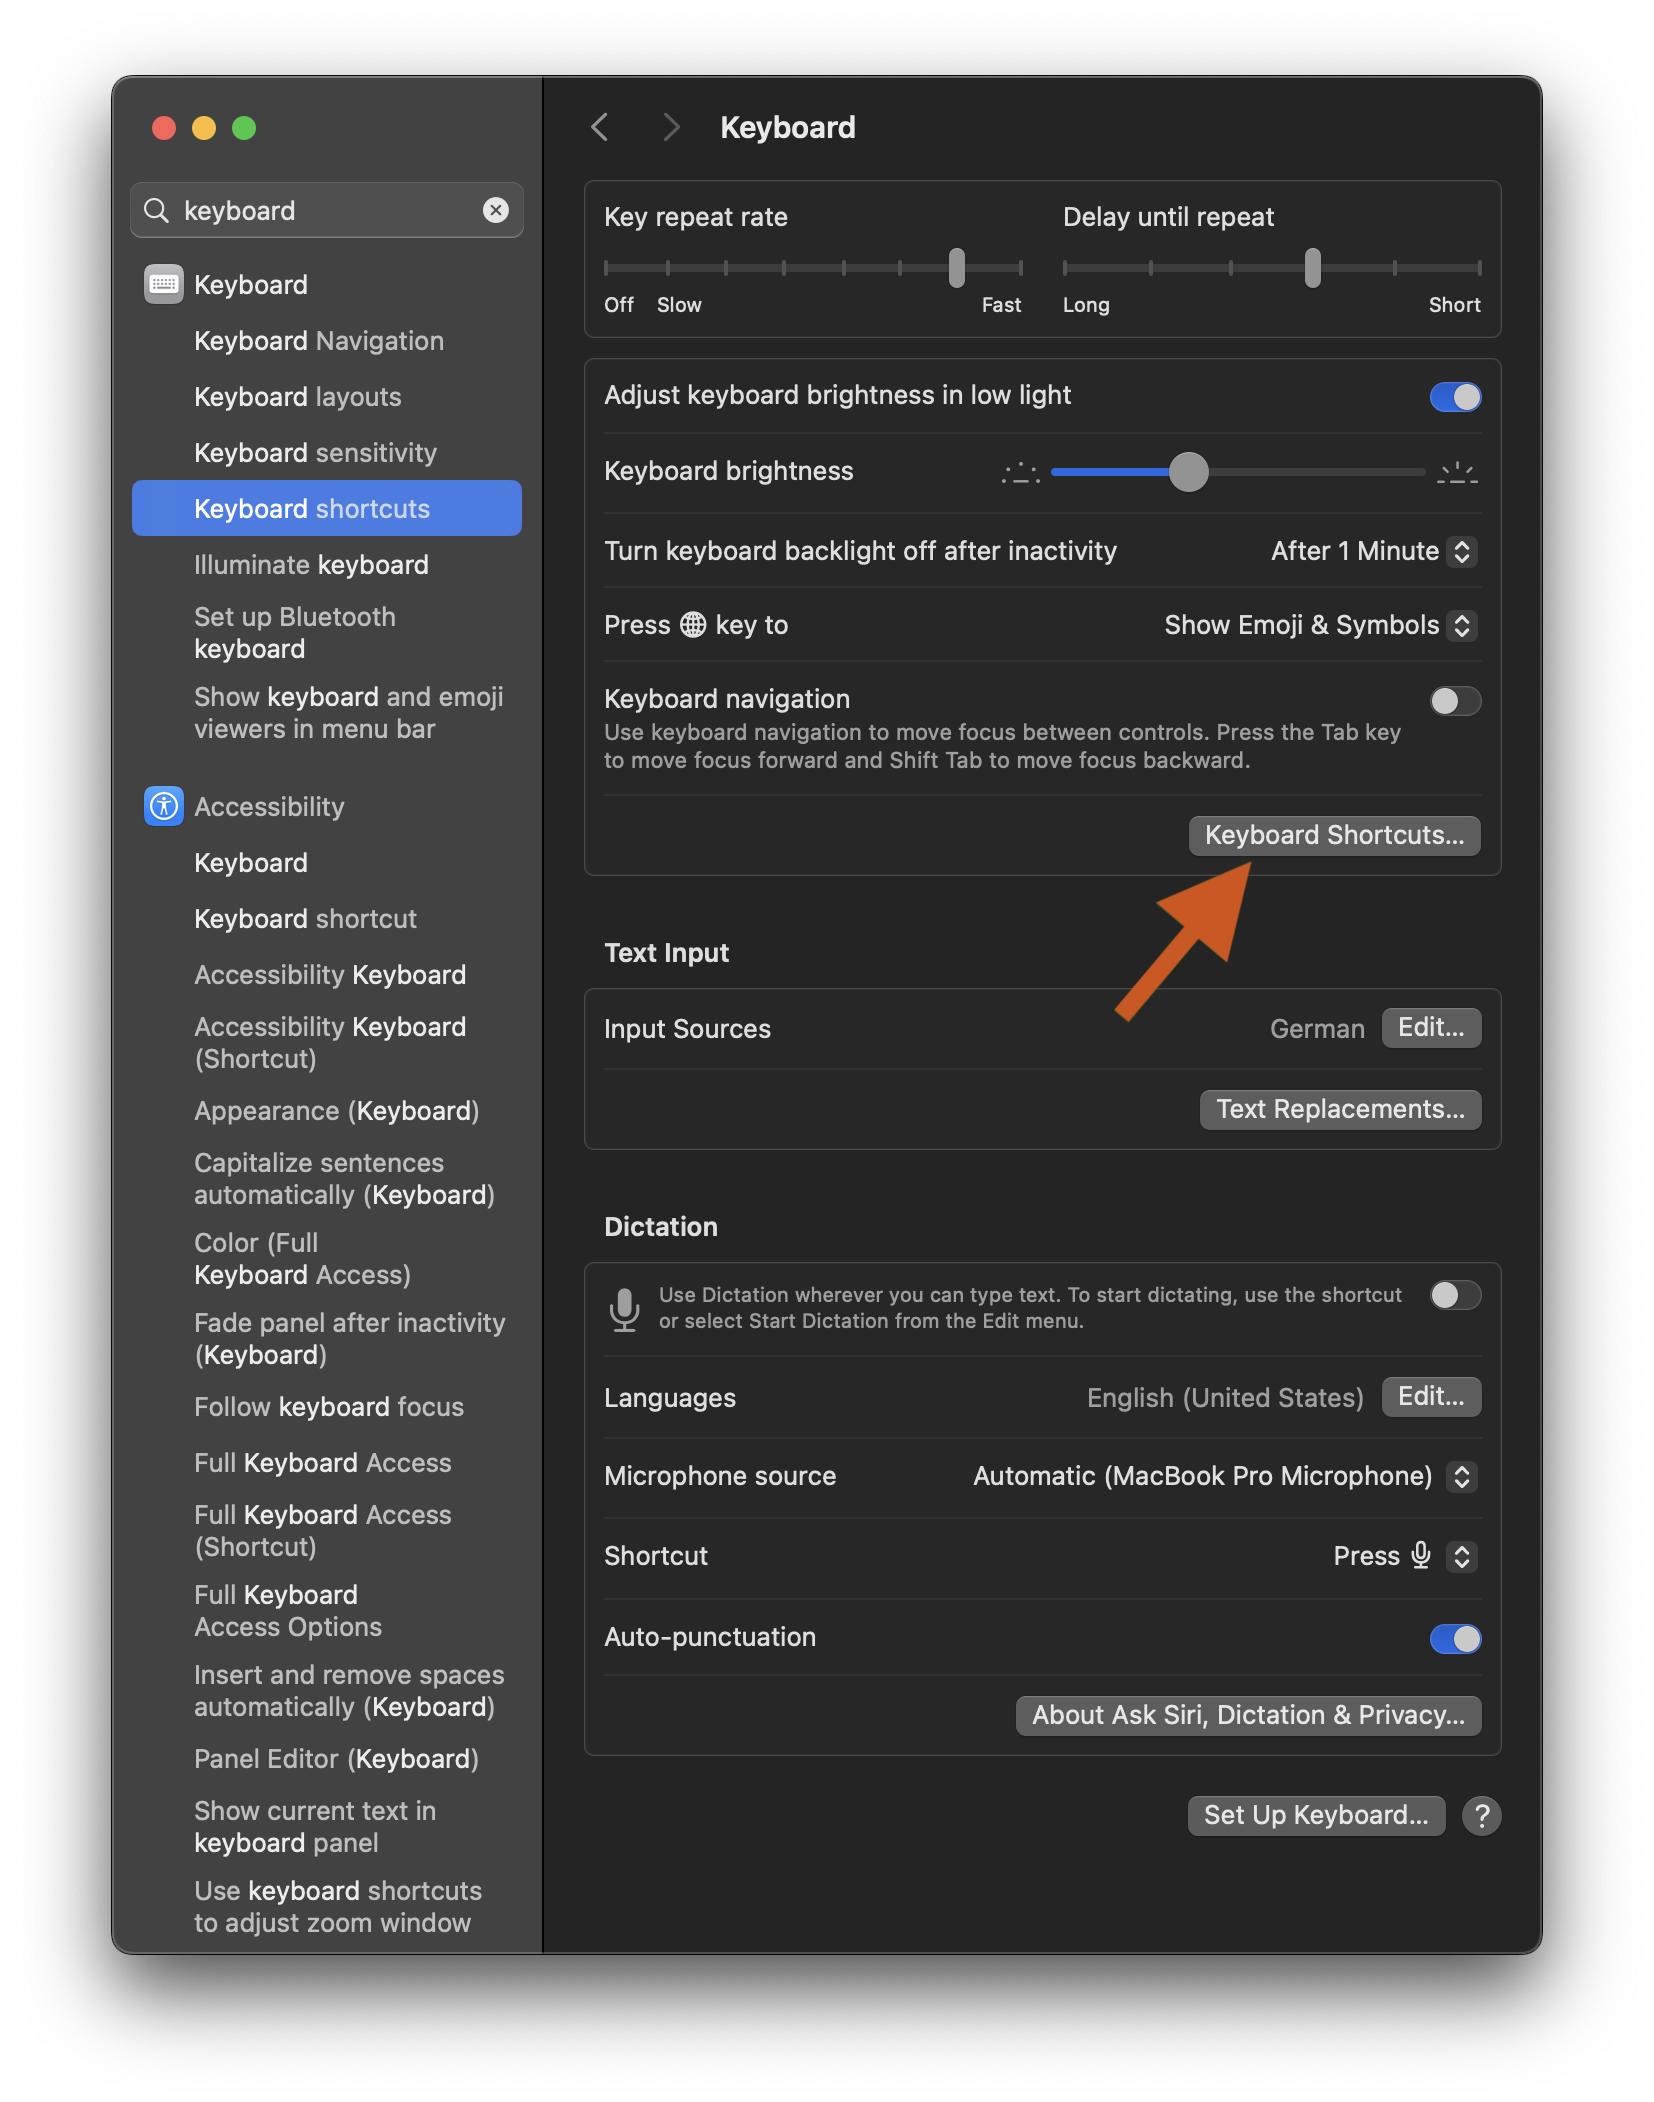 keyboard
Keyboard
Keyboard Navigation
Keyboard layouts
Keyboard sensitivity
Keyboard shortcuts
Illuminate keyboard
Set up Bluetooth
keyboard
Show keyboard and emoji
viewers in menu bar
Accessibility
Keyboard
Keyboard shortcut
Accessibility Keyboard
Accessibility Keyboard
(Shortcut)
Appearance (Keyboard)
Capitalize sentences
automatically (Keyboard)
Color (Full
Keyboard Access)
Fade panel after inactivity
(Keyboard)
Follow keyboard focus
Full Keyboard Access
Full Keyboard Access
(Shortcut)
Full Keyboard
Access Options
Insert and remove spaces
automatically (Keyboard)
Panel Editor (Keyboard)
Show current text in
keyboard panel
Use keyboard shortcuts
to adjust zoom window
Keyboard
Key repeat rate
Off Slow Fast
Delay until repeat
Long Short
Adjust keyboard brightness in low light
Keyboard brightness
Turn keyboard backlight off after inactivity After 1 Minute
Press key to Show Emoji & Symbols
Keyboard navigation
Use keyboard navigation to move focus between controls. Press the Tab key
to move focus forward and Shift Tab to move focus backward.
Keyboard Shortcuts...
Text Input
Input Sources German Edit...
Text Replacements...
Dictation
Use Dictation wherever you can type text. To start dictating, use the shortcut
or select Start Dictation from the Edit menu.
Languages English (United States) Edit...
Microphone source Automatic (MacBook Pro Microphone)
Shortcut Press
Auto-punctuation
About Ask Siri, Dictation & Privacy...
Set Up Keyboard... ?